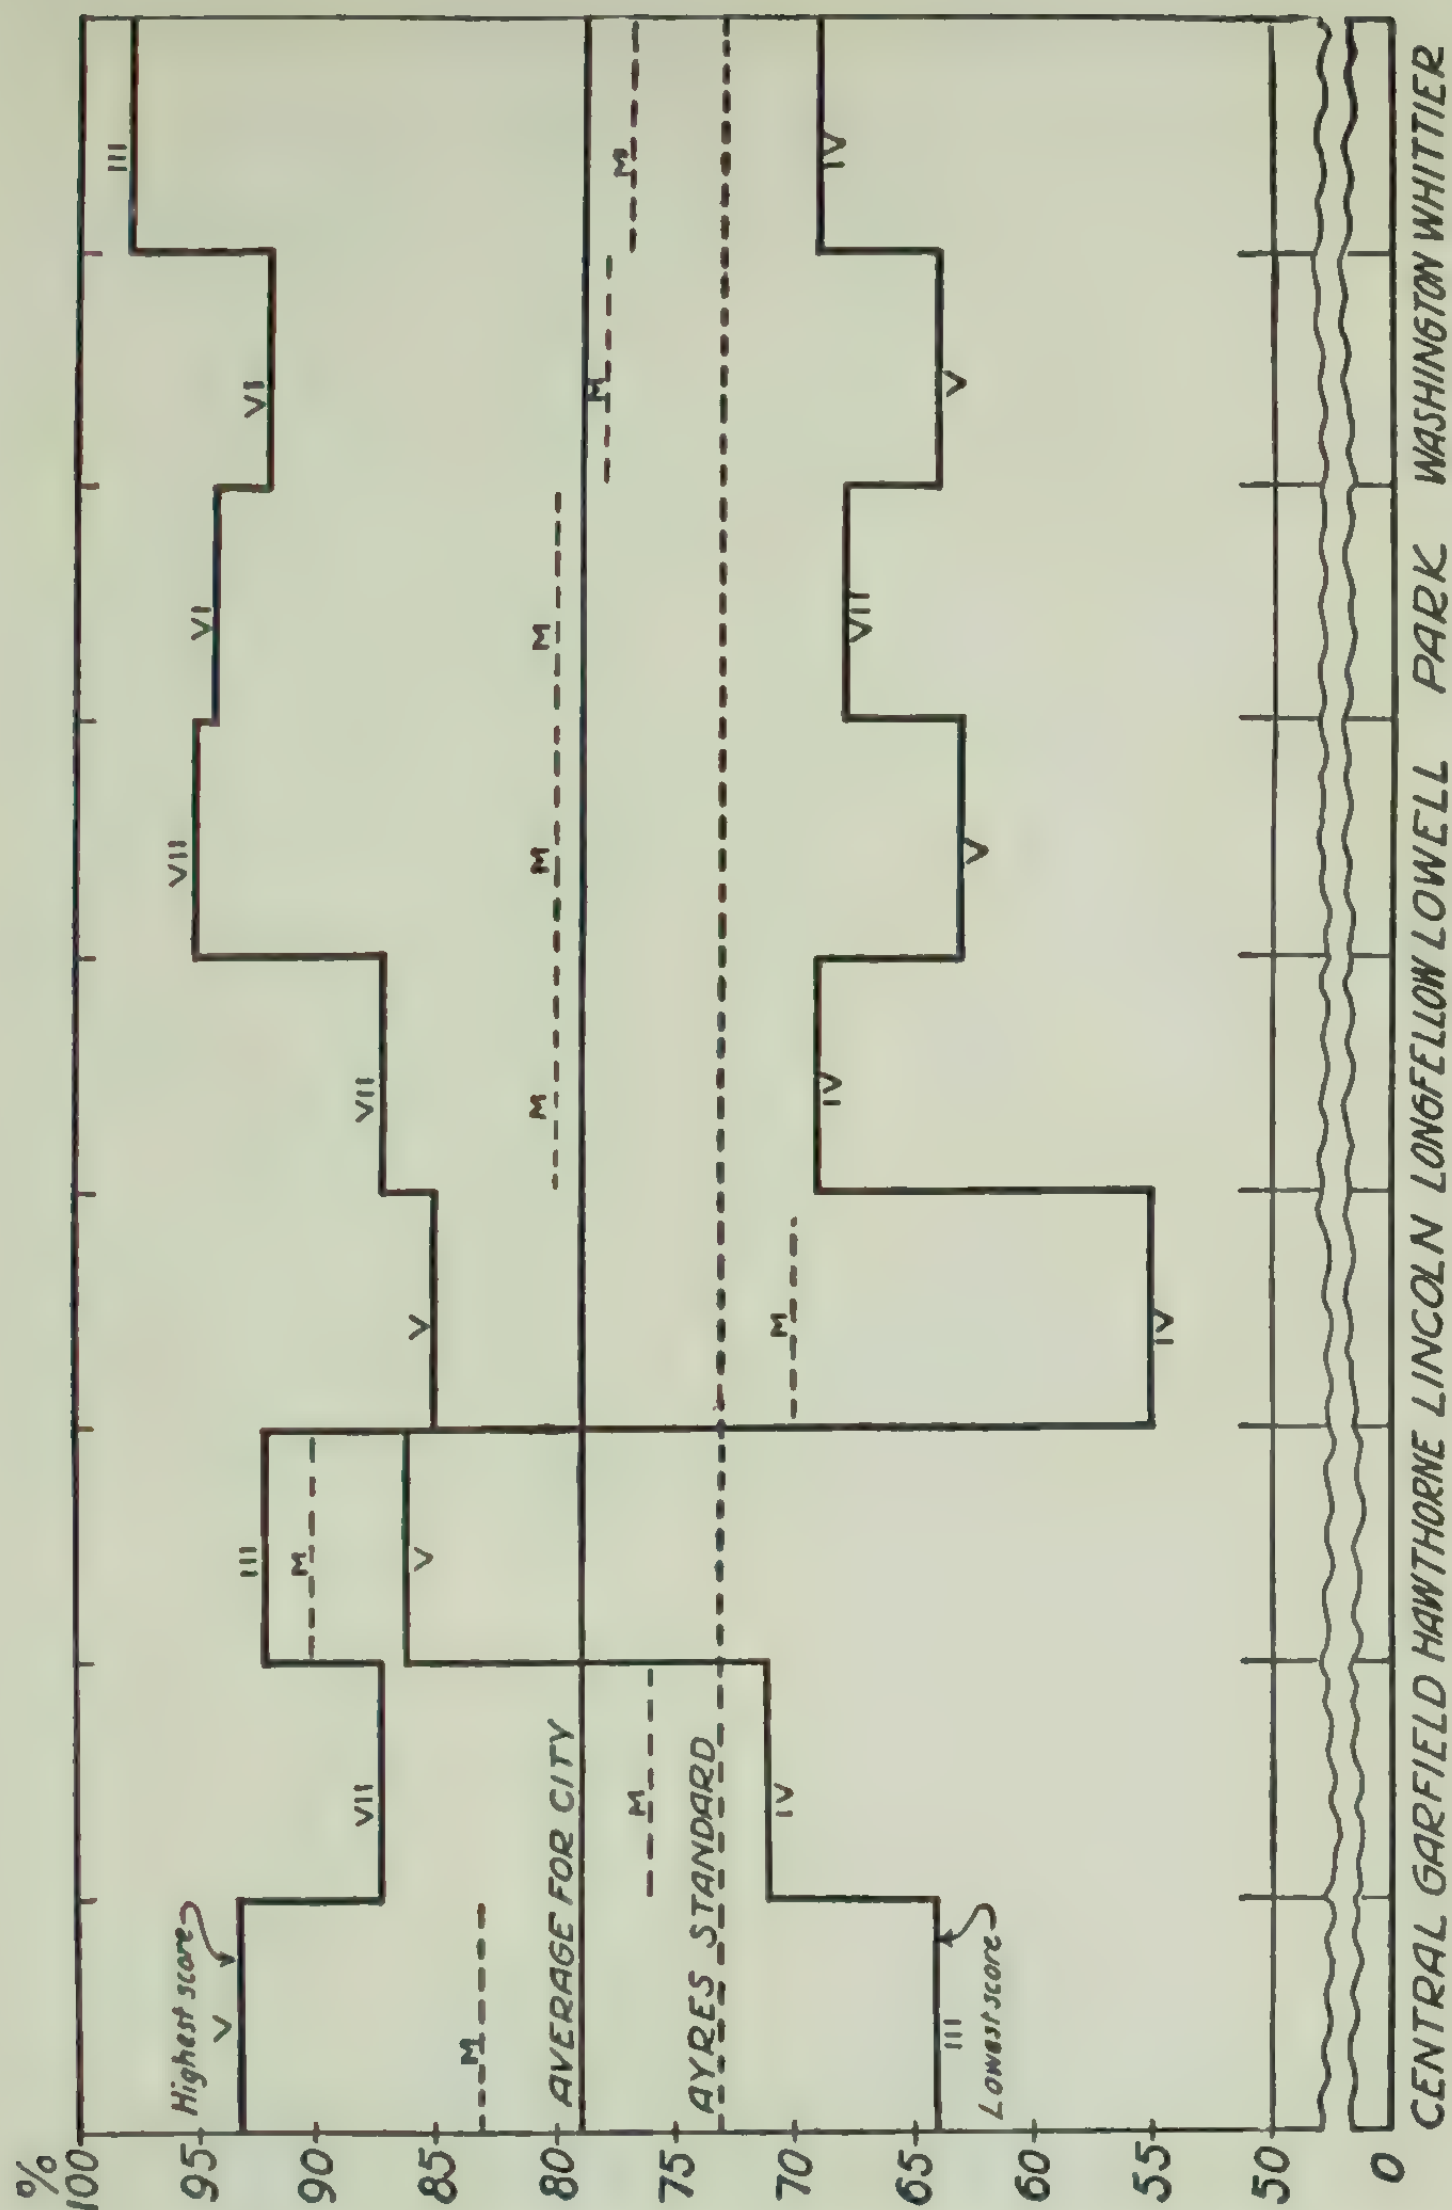 %
100
95
90
85
80
75
70
65
60
55
50
0
Highest score
V
VII
III
V
VII
VII
VI
VI
III
M
M
M
M
M
M
M
M
M
AVERAGE FOR CITY
AYRES STANDARD
III
IV
V
IV
IV
V
VII
V
IV
Lowest score
CENTRAL GARFIELD HAWTHORNE LINCOLN LONGFELLOW LOWELL PARK WASHINGTON WHITTIER